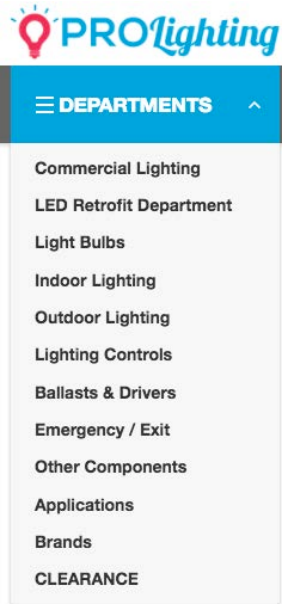 PROLighting
DEPARTMENTS
Commercial Lighting
LED Retrofit Department
Light Bulbs
Indoor Lighting
Outdoor Lighting
Lighting Controls
Ballasts & Drivers
Emergency / Exit
Other Components
Applications
Brands
CLEARANCE